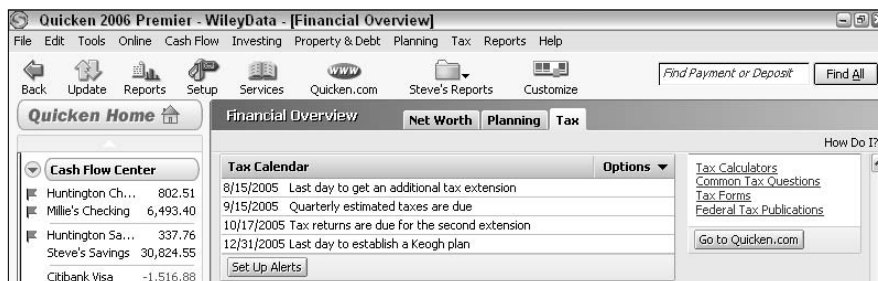 Quicken 2006 Premier - WileyData - [Financial Overview]
File Edit Tools Online Cash Flow Investing Property & Debt Planning Tax Reports Help
Back Update Reports Setup Services Quicken.com Steve's Reports Customize
Find Payment or Deposit Find All
Quicken Home
Financial Overview Net Worth Planning Tax
How Do I?
Cash Flow Center
Huntington Ch... 802.51
Millie's Checking 6,493.40
Huntington Sa... 337.76
Steve's Savings 30,824.55
Citibank Visa -1,516.88
Tax Calendar Options
8/15/2005 Last day to get an additional tax extension
9/15/2005 Quarterly estimated taxes are due
10/17/2005 Tax returns are due for the second extension
12/31/2005 Last day to establish a Keogh plan
Set Up Alerts
Tax Calculators
Common Tax Questions
Tax Forms
Federal Tax Publications
Go to Quicken.com